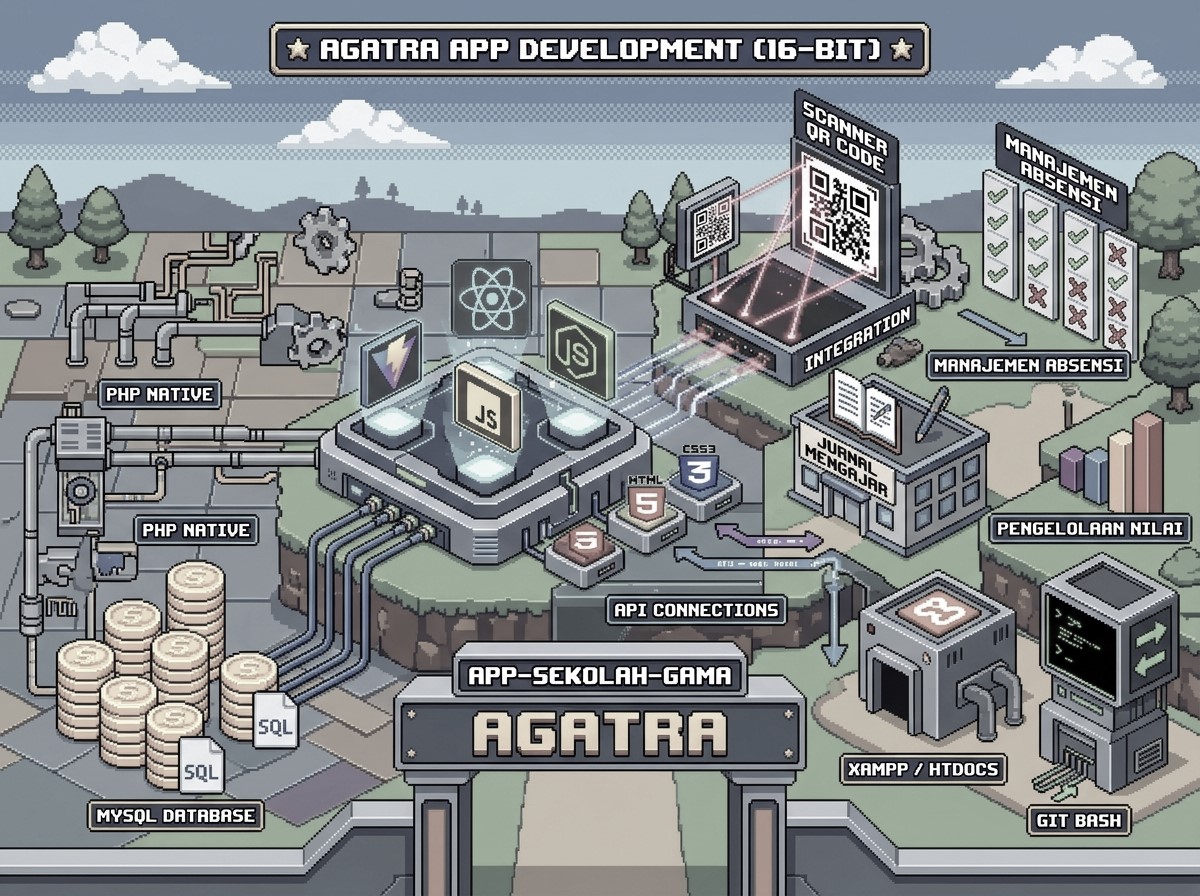 ★ AGATRA APP DEVELOPMENT (16-BIT) ★
SCANNER
QR CODE
MANAJEMEN
ABSENSI
INTEGRATION
MANAJEMEN ABSENSI
PHP NATIVE
JS
JS
JURNAL
MENGAJAR
CSS3
3
HTML
5
5
PHP NATIVE
PENGELOLAAN NILAI
API CONNECTIONS
APP-SEKOLAH-GAMA
AGATRA
SQL
SQL
XAMPP / HTDOCS
MYSQL DATABASE
GIT BASH